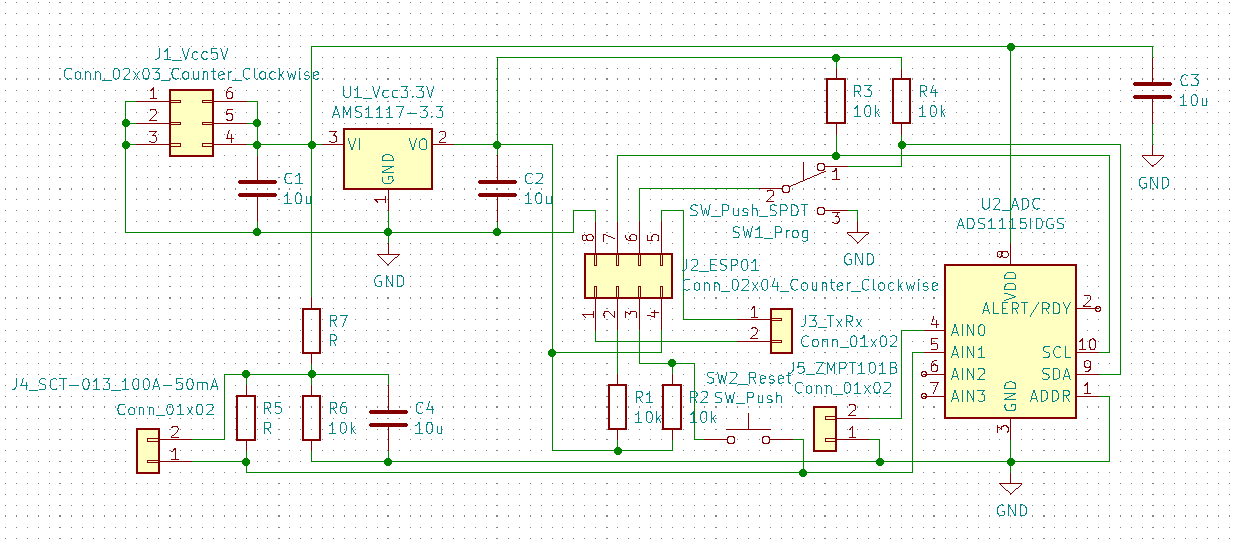 J1_Vcc5V
Conn_02x03_Counter_Clockwise
1 6
2 5
3 4
U1_Vcc3.3V
AMS1117-3.3
3 VI VO 2
GND
1
C1
10u
C2
10u
GND
R3
10k
R4
10k
C3
10u
GND
1
2
3
SW_Push_SPDT
SW1_Prog
GND
8 7 6 5
J2_ESP01
Conn_02x04_Counter_Clockwise
1 2 3 4
1
2
J3_TxRx
Conn_01x02
U2_ADC
ADS1115IDGS
8
VDD
ALERT/RDY 2
4 AIN0
5 AIN1
SCL 10
6 AIN2
SDA 9
7 AIN3
ADDR 1
GND
3
GND
R7
R
J4_SCT-013_100A-50mA
Conn_01x02
2
1
R5
R
R6
10k
C4
10u
R1
10k
R2
10k
SW2_Reset
SW_Push
J5_ZMPT101B
Conn_01x02
2
1